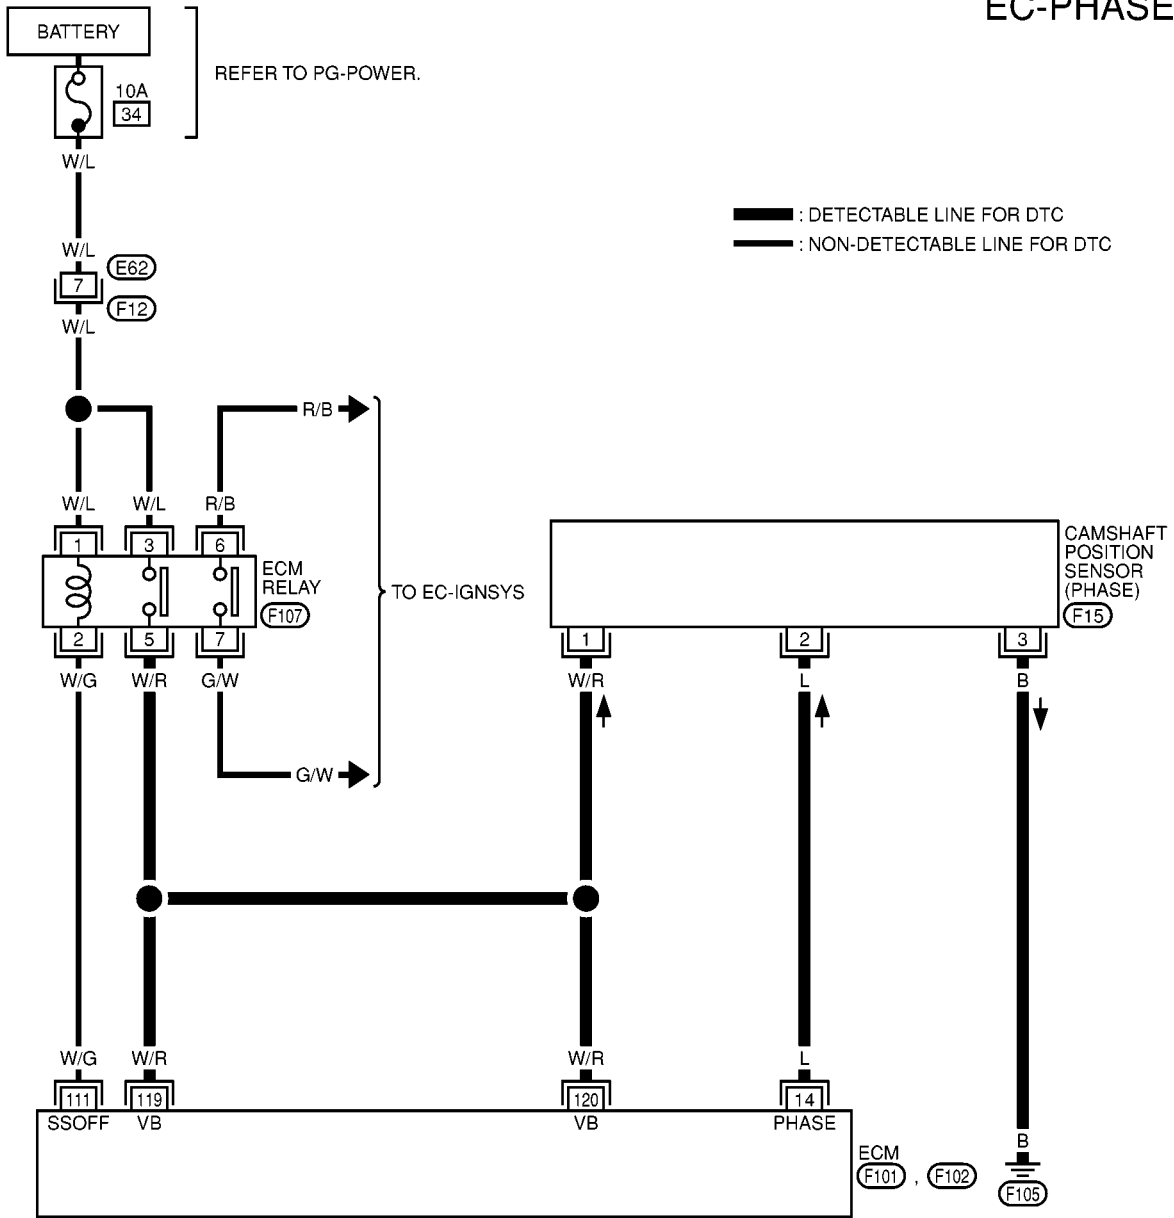 EC-PHASE
BATTERY
REFER TO PG-POWER.
10A
34
W/L
: DETECTABLE LINE FOR DTC
: NON-DETECTABLE LINE FOR DTC
W/L
E62
7
F12
W/L
R/B
W/L W/L R/B
1 3 6
ECM
RELAY
F107
TO EC-IGNSYS
CAMSHAFT
POSITION
SENSOR
(PHASE)
F15
2 5 7
1 2 3
W/G W/R G/W
W/R L B
G/W
W/G W/R W/R L
111 119 120 14
SSOFF VB VB PHASE
ECM
F101 , F102
B
F105